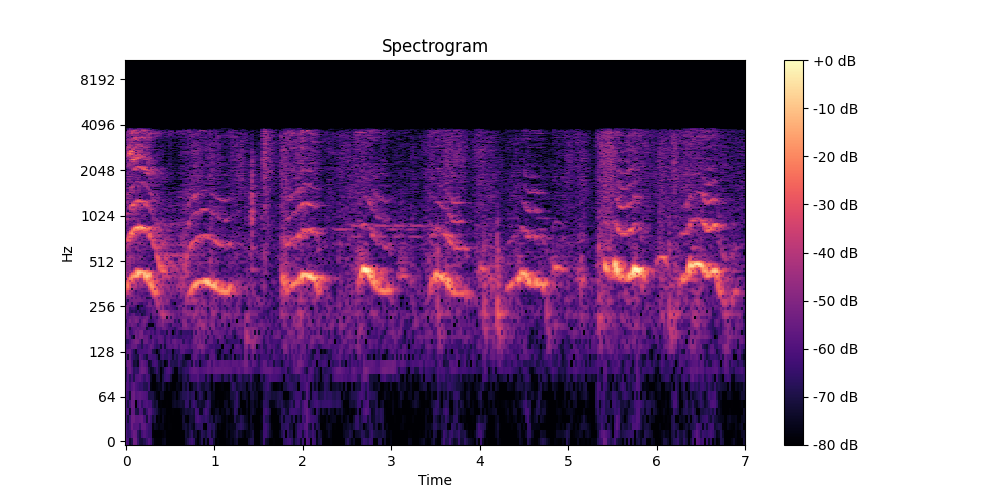 Spectrogram
8192
4096
2048
1024
512
256
128
64
0
Hz
0 1 2 3 4 5 6 7
Time
+0 dB
-10 dB
-20 dB
-30 dB
-40 dB
-50 dB
-60 dB
-70 dB
-80 dB